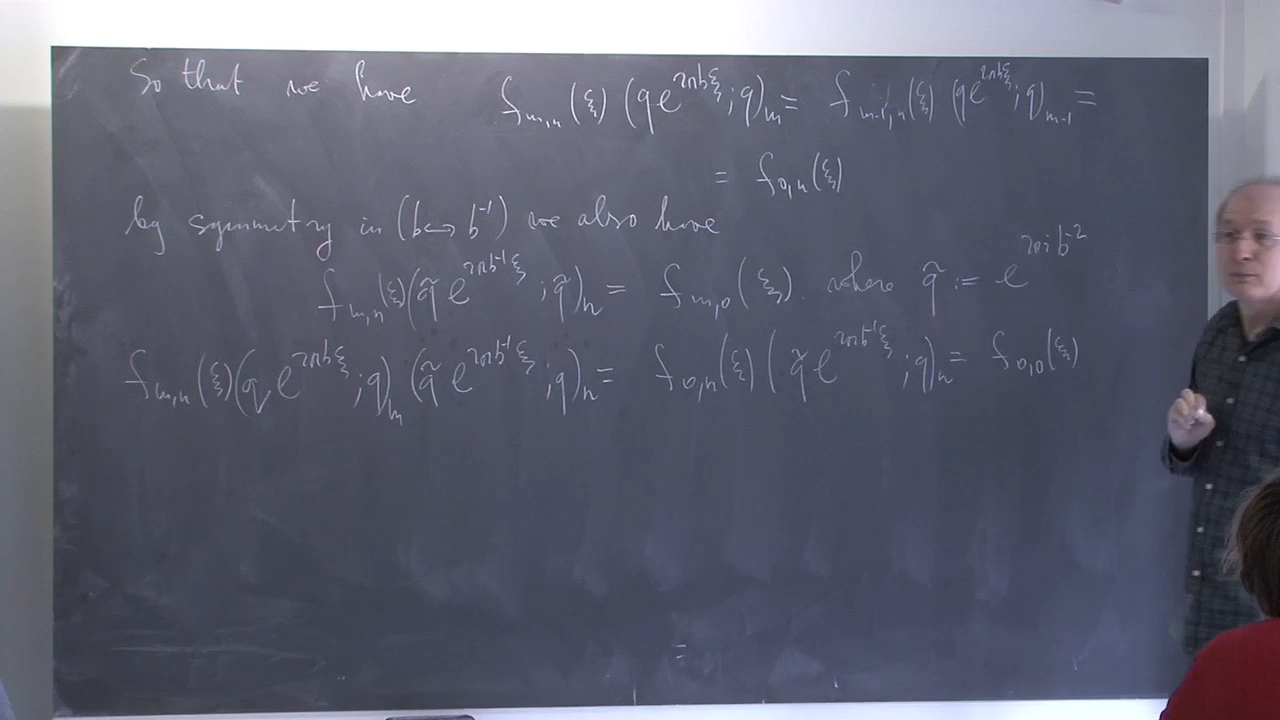 So that we have f_{m,n}(ξ) (q e^{2πbξ}; q)_m = f_{m-1,n}(ξ) (q e^{2πbξ}; q)_{m-1} =
= f_{0,n}(ξ)
by symmetry in (b ↔ b^{-1}) we also have
f_{m,n}(ξ) (q̃ e^{2πb^{-1}ξ}; q̃)_n = f_{m,0}(ξ). where q̃ := e^{2πi b^{-2}}
f_{m,n}(ξ) (q e^{2πbξ}; q)_m (q̃ e^{2πb^{-1}ξ}; q)_n = f_{0,n}(ξ) (q̃ e^{2πb^{-1}ξ}; q)_n = f_{0,0}(ξ)
=